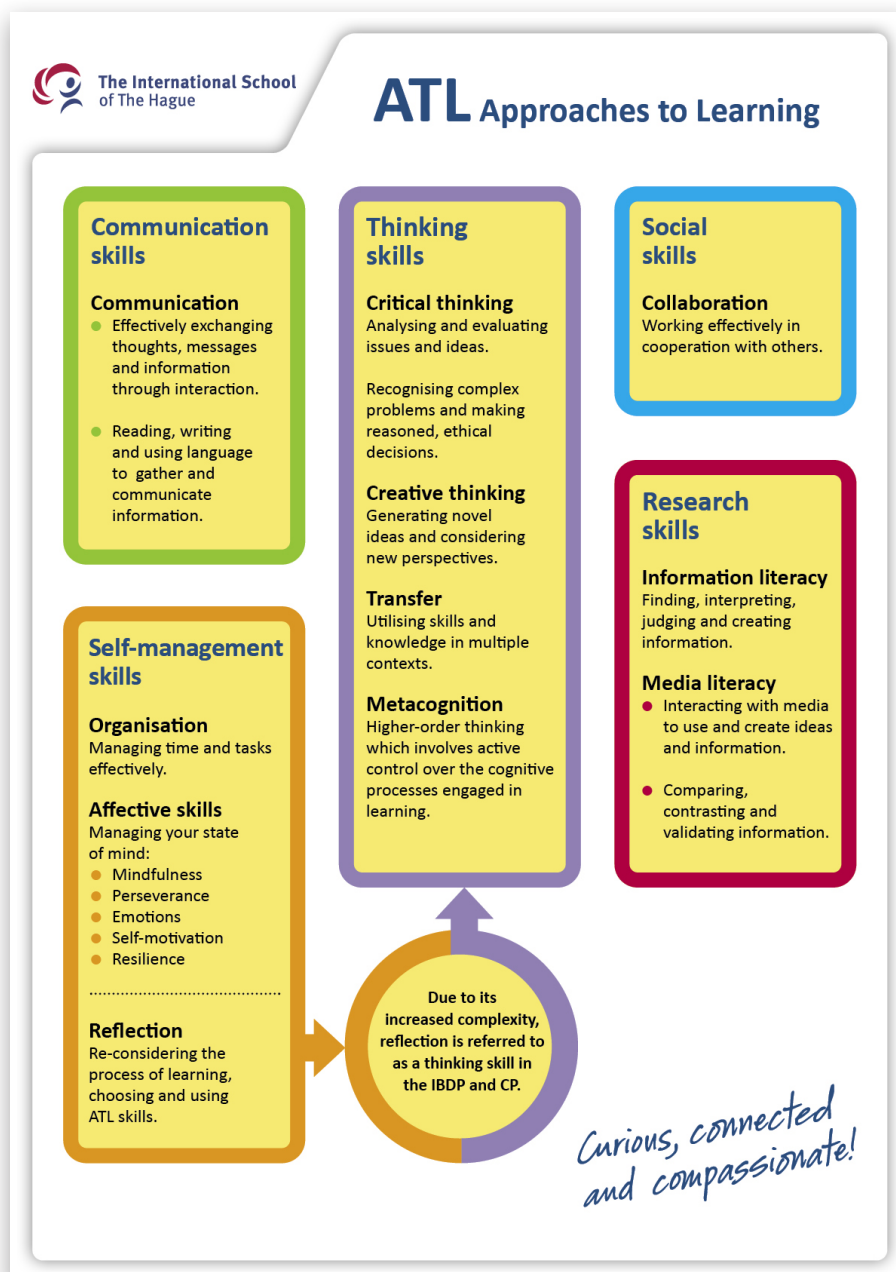 The International School
of The Hague
ATL Approaches to Learning
Communication
skills
Communication
Effectively exchanging
thoughts, messages
and information
through interaction.
Reading, writing
and using language
to gather and
communicate
information.
Self-management
skills
Organisation
Managing time and tasks
effectively.
Affective skills
Managing your state
of mind:
Mindfulness
Perseverance
Emotions
Self-motivation
Resilience
Reflection
Re-considering the
process of learning,
choosing and using
ATL skills.
Thinking
skills
Critical thinking
Analysing and evaluating
issues and ideas.
Recognising complex
problems and making
reasoned, ethical
decisions.
Creative thinking
Generating novel
ideas and considering
new perspectives.
Transfer
Utilising skills and
knowledge in multiple
contexts.
Metacognition
Higher-order thinking
which involves active
control over the cognitive
processes engaged in
learning.
Due to its
increased complexity,
reflection is referred to
as a thinking skill in
the IBDP and CP.
Social
skills
Collaboration
Working effectively in
cooperation with others.
Research
skills
Information literacy
Finding, interpreting,
judging and creating
information.
Media literacy
Interacting with media
to use and create ideas
and information.
Comparing,
contrasting and
validating information.
Curious, connected
and compassionate!